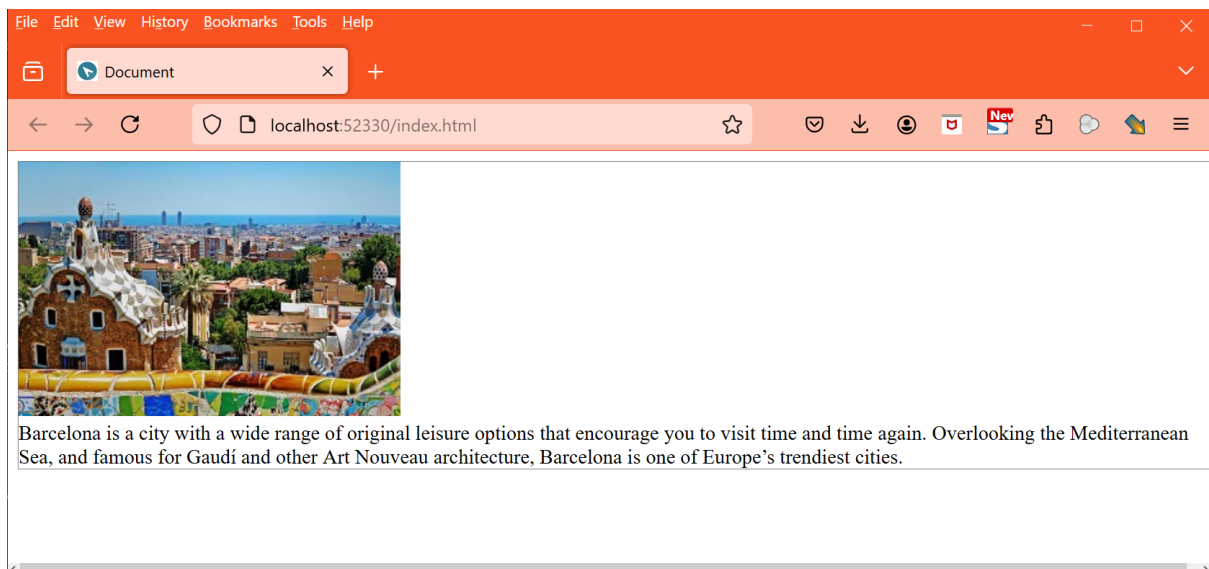 File Edit View History Bookmarks Tools Help
Document
localhost:52330/index.html
New
Barcelona is a city with a wide range of original leisure options that encourage you to visit time and time again. Overlooking the Mediterranean
Sea, and famous for Gaudí and other Art Nouveau architecture, Barcelona is one of Europe’s trendiest cities.